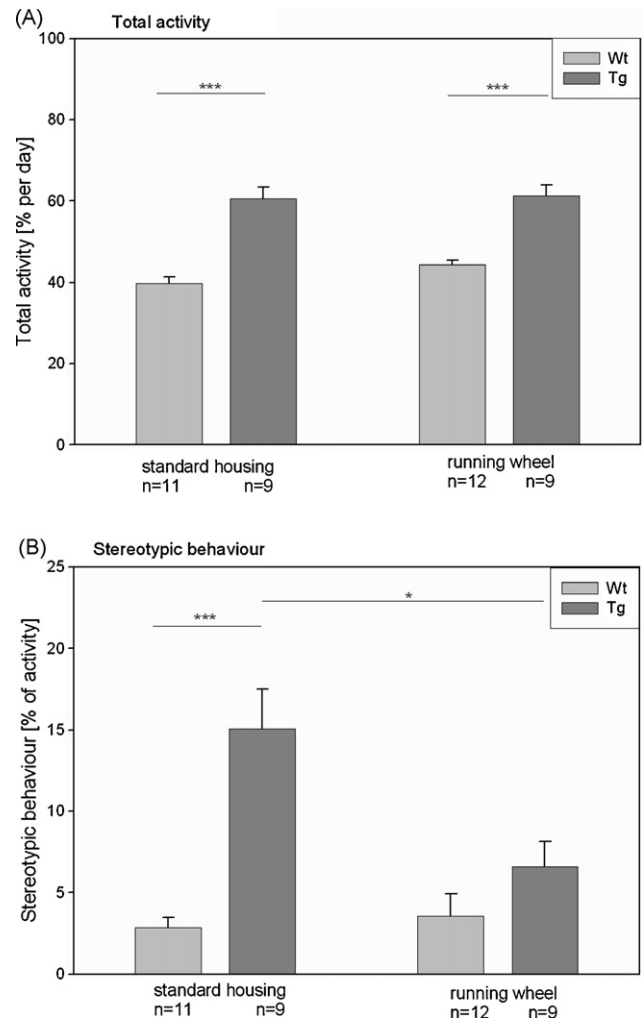 (A) Total activity
Total activity [% per day]
100
80
60
40
20
0
Wt
Tg
***
***
standard housing
n=11 n=9
running wheel
n=12 n=9
(B) Stereotypic behaviour
Stereotypic behaviour [% of activity]
25
20
15
10
5
0
Wt
Tg
*
***
standard housing
n=11 n=9
running wheel
n=12 n=9